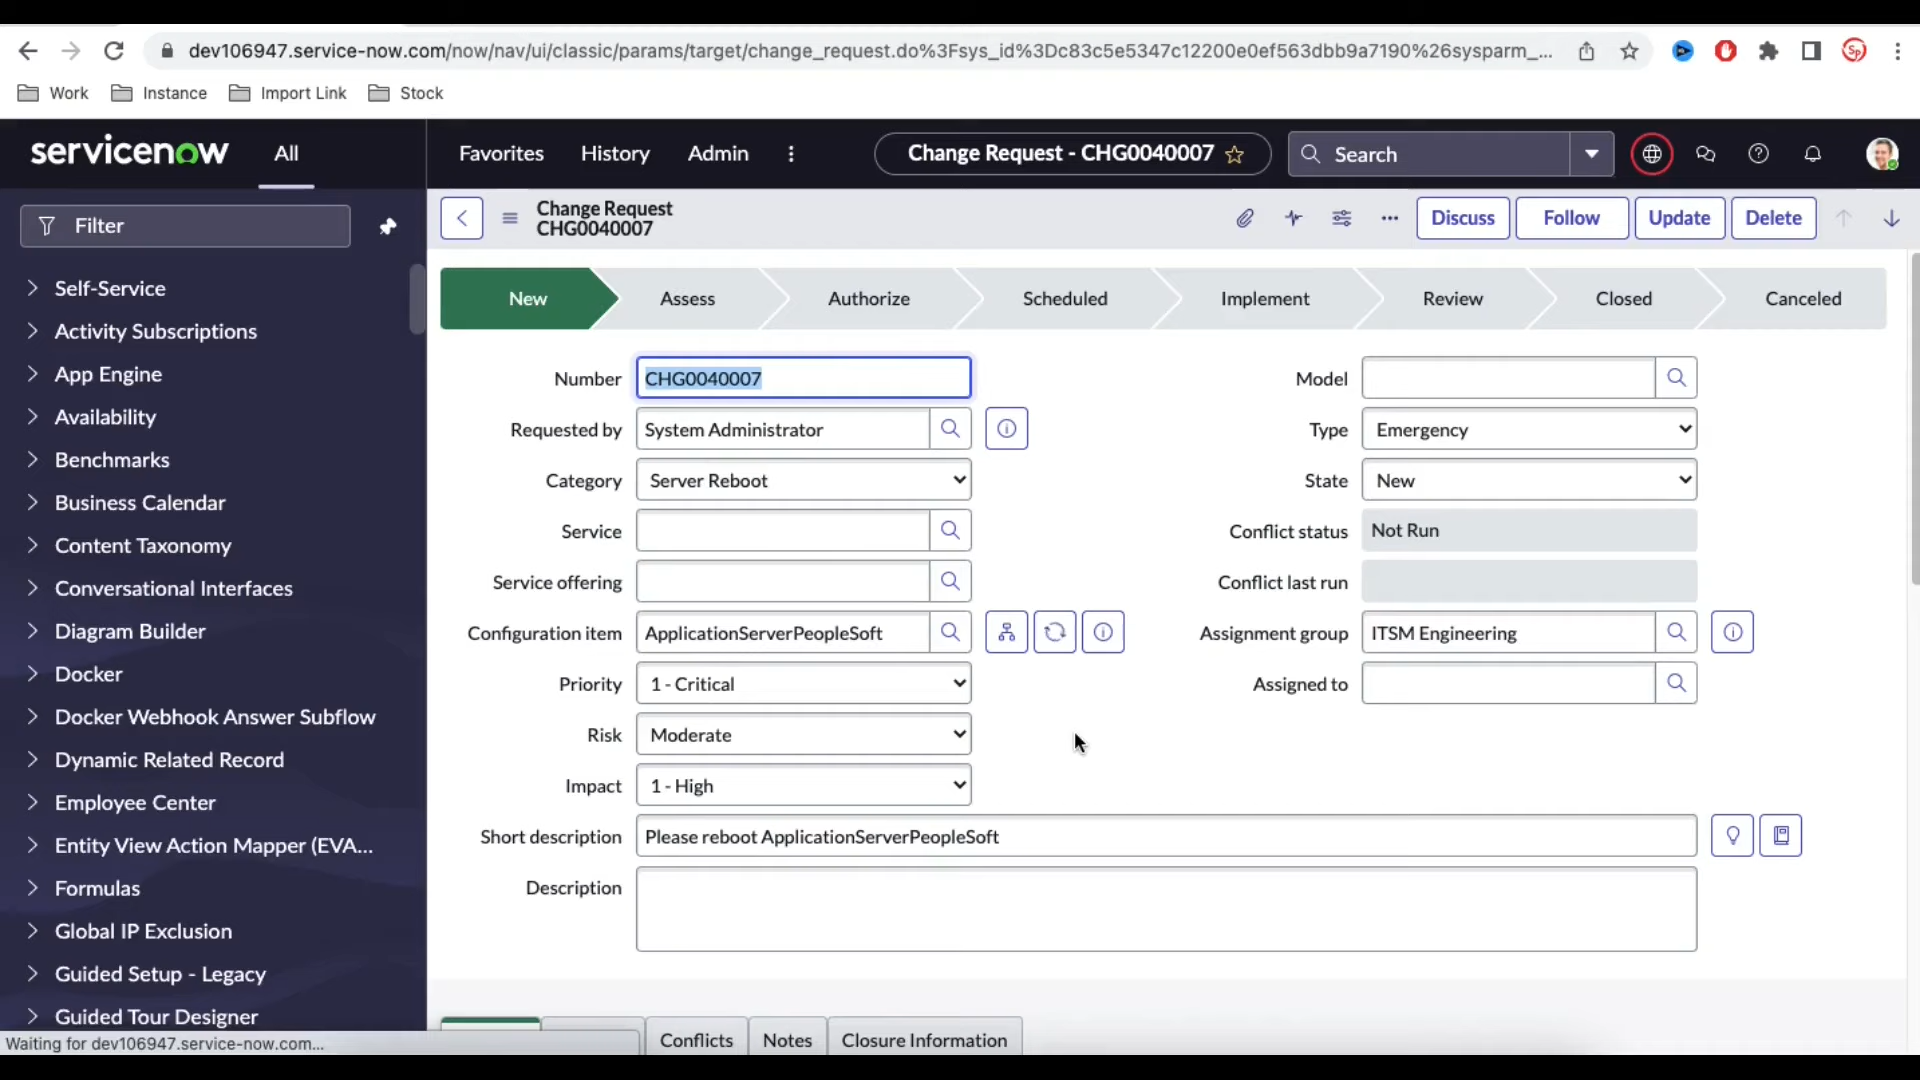 dev106947.service-now.com/now/nav/ui/classic/params/target/change_request.do%3Fsys_id%3Dc83c5e5347c12200e0ef563dbb9a7190%26sysparm_...
Work Instance Import Link Stock
servicenow All Favorites History Admin Change Request - CHG0040007 Search
Filter
Change Request
CHG0040007
Discuss Follow Update Delete
Self-Service
Activity Subscriptions
App Engine
Availability
Benchmarks
Business Calendar
Content Taxonomy
Conversational Interfaces
Diagram Builder
Docker
Docker Webhook Answer Subflow
Dynamic Related Record
Employee Center
Entity View Action Mapper (EVA...
Formulas
Global IP Exclusion
Guided Setup - Legacy
Guided Tour Designer
New Assess Authorize Scheduled Implement Review Closed Canceled
Number CHG0040007
Requested by System Administrator
Category Server Reboot
Service
Service offering
Configuration item ApplicationServerPeopleSoft
Priority 1 - Critical
Risk Moderate
Impact 1 - High
Model
Type Emergency
State New
Conflict status Not Run
Conflict last run
Assignment group ITSM Engineering
Assigned to
Short description Please reboot ApplicationServerPeopleSoft
Description
Conflicts Notes Closure Information
Waiting for dev106947.service-now.com...